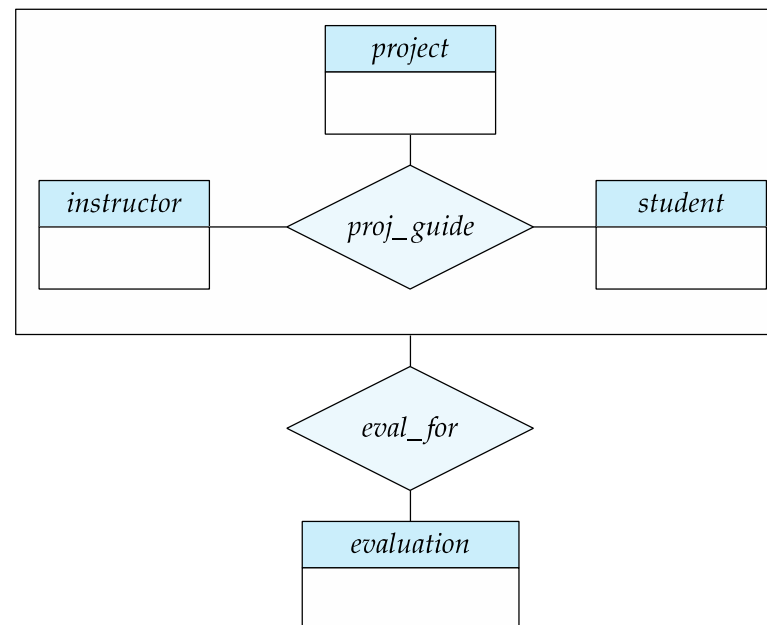 project
instructor
proj_guide
student
eval_for
evaluation